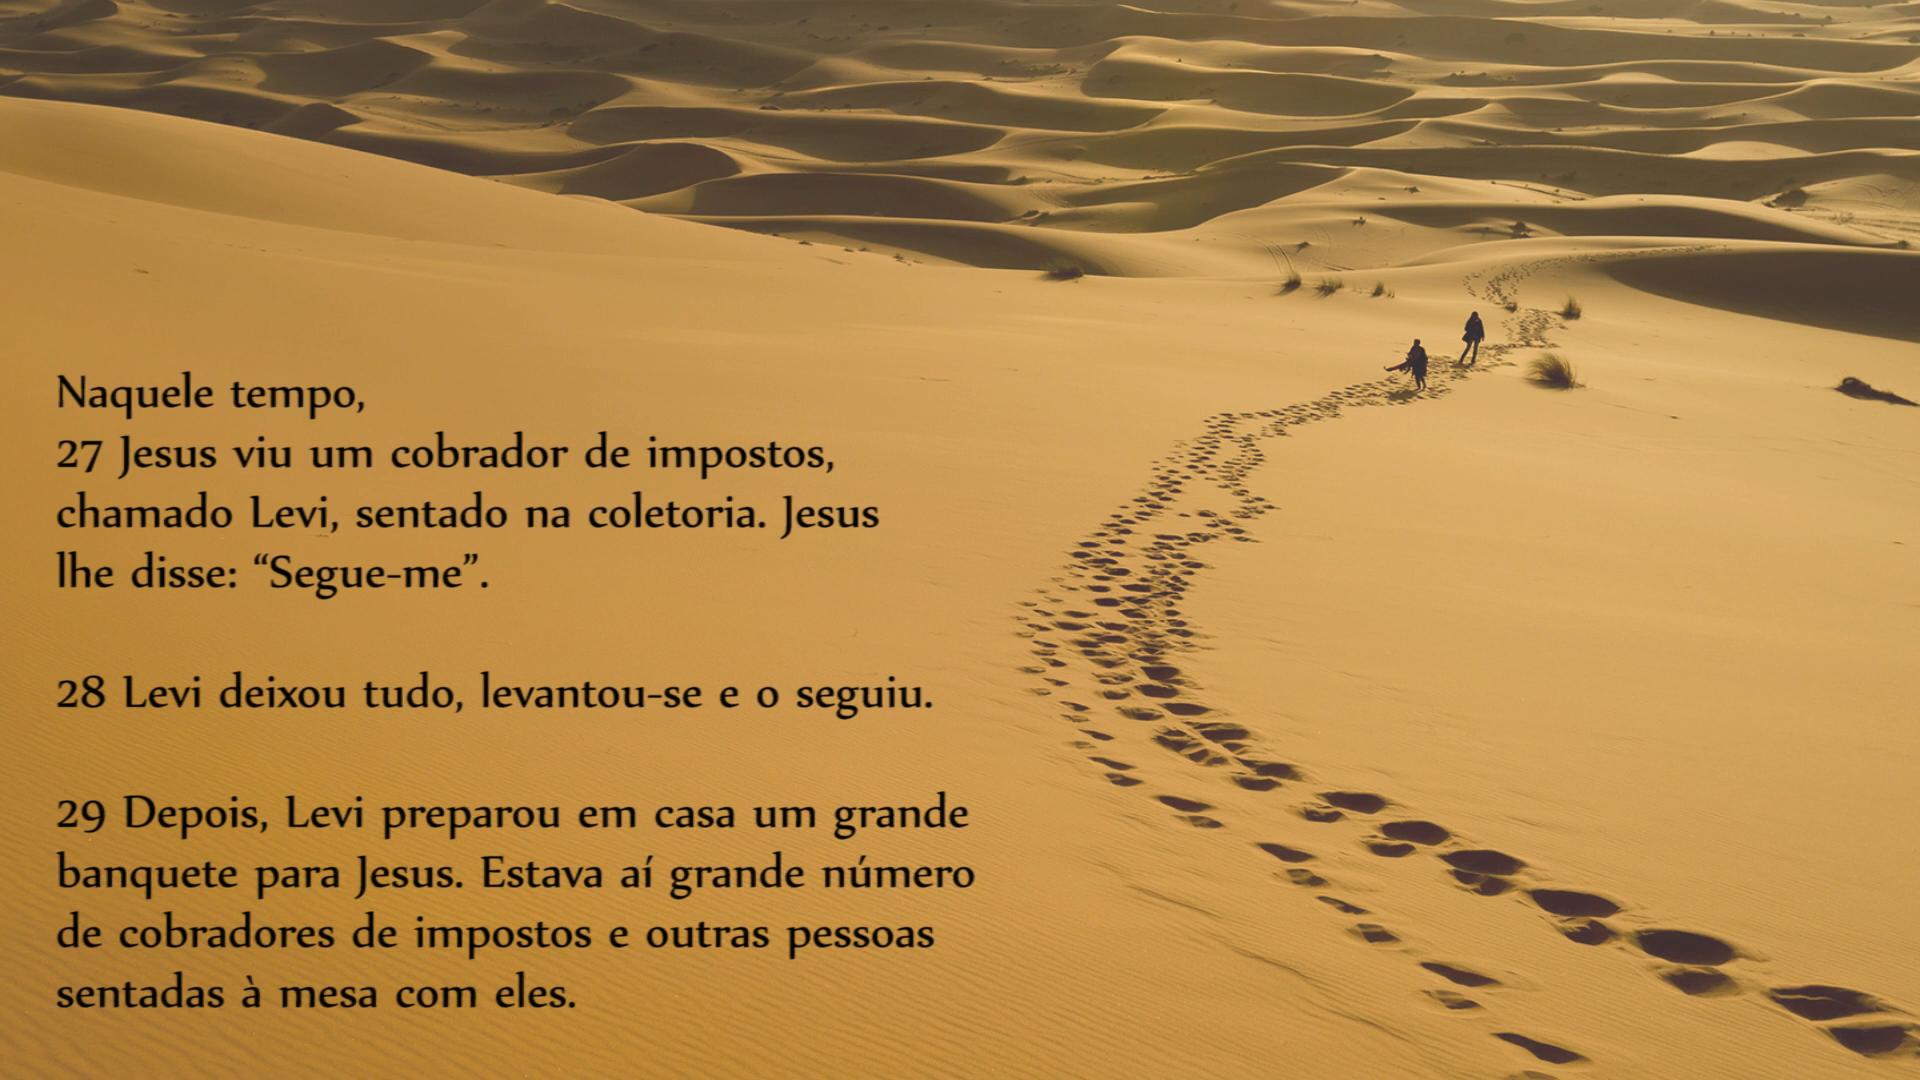 Naquele tempo,
27 Jesus viu um cobrador de impostos,
chamado Levi, sentado na coletoria. Jesus
lhe disse: “Segue-me”.
28 Levi deixou tudo, levantou-se e o seguiu.
29 Depois, Levi preparou em casa um grande
banquete para Jesus. Estava aí grande número
de cobradores de impostos e outras pessoas
sentadas à mesa com eles.